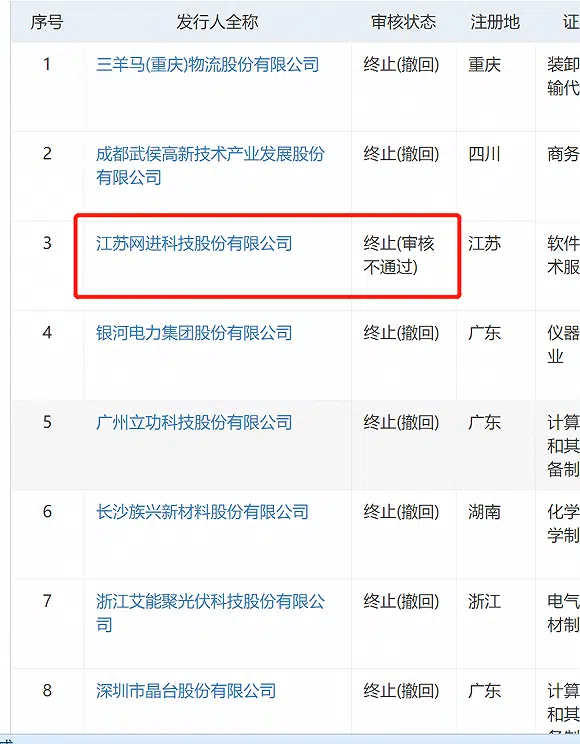 序号 发行人全称 审核状态 注册地 证
1 三羊马(重庆)物流股份有限公司 终止(撤回) 重庆 装卸
输代
2 成都武侯高新技术产业发展股份 终止(撤回) 四川 商务
有限公司
3 江苏网进科技股份有限公司 终止(审核 江苏 软件
不通过) 术服
4 银河电力集团股份有限公司 终止(撤回) 广东 仪器
业
5 广州立功科技股份有限公司 终止(撤回) 广东 计算
和其
备制
6 长沙族兴新材料股份有限公司 终止(撤回) 湖南 化学
学制
7 浙江艾能聚光伏科技股份有限公 终止(撤回) 浙江 电气
司 材制
8 深圳市晶台股份有限公司 终止(撤回) 广东 计算
和其